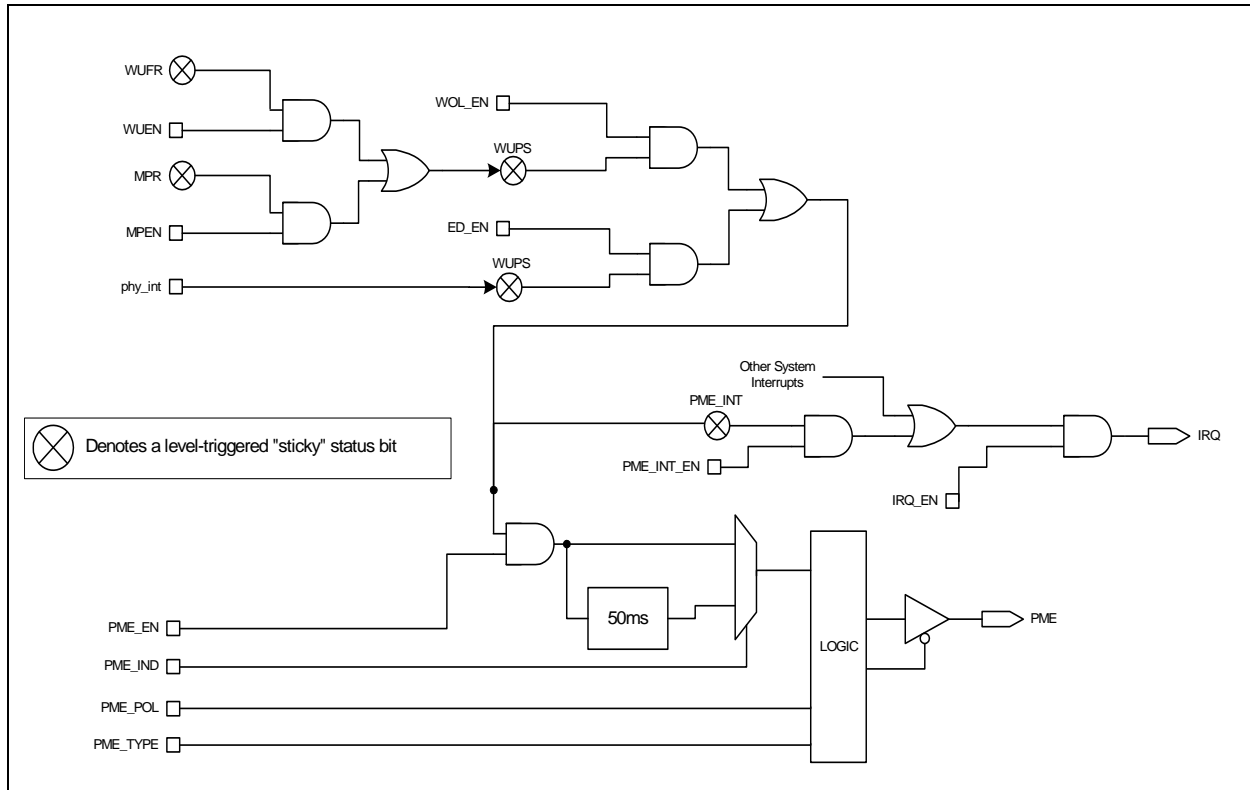 WUFR
WOL_EN
WUEN
WUPS
MPR
MPEN
ED_EN
WUPS
phy_int
Other System
Interrupts
PME_INT
Denotes a level-triggered "sticky" status bit
PME_INT_EN
IRQ
IRQ_EN
50ms
PME_EN
PME
LOGIC
PME_IND
PME_POL
PME_TYPE